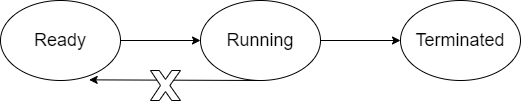 Ready
Running
Terminated
X